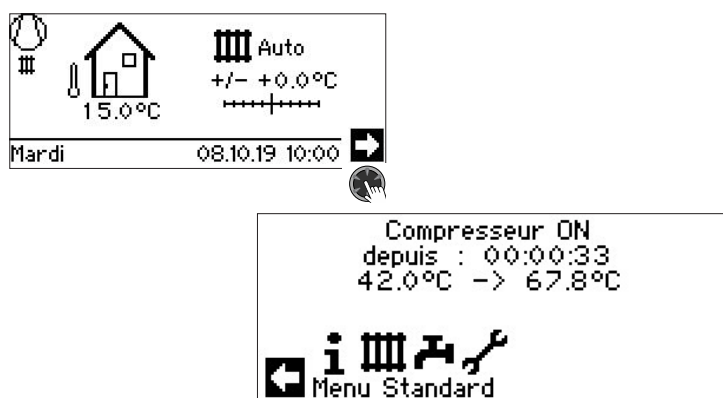 Auto
+/- +0.0°C
15.0°C
Mardi 08.10.19 10:00
Compresseur ON
depuis : 00:00:33
42.0°C -> 67.8°C
Menu Standard